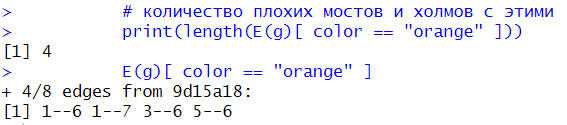 > # количество плохих мостов и холмов с этими
> print(length(E(g)[ color == "orange" ]))
[1] 4
> E(g)[ color == "orange" ]
+ 4/8 edges from 9d15a18:
[1] 1--6 1--7 3--6 5--6